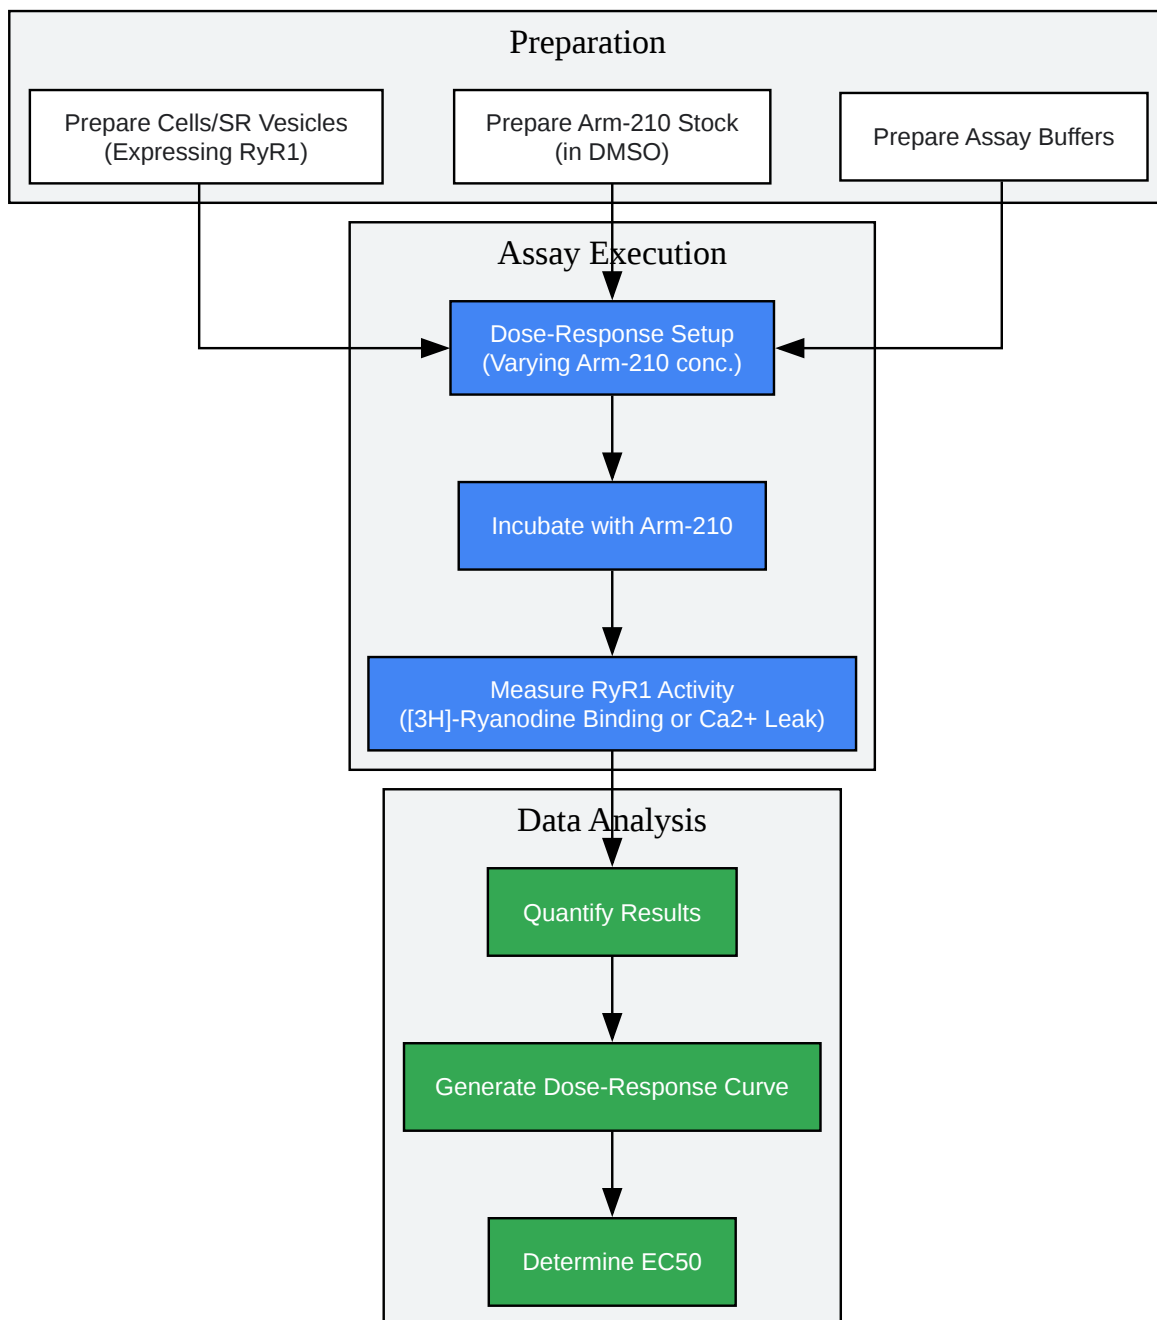 Preparation
Prepare Cells/SR Vesicles
(Expressing RyR1)
Prepare Arm-210 Stock
(in DMSO)
Prepare Assay Buffers
Assay Execution
Dose-Response Setup
(Varying Arm-210 conc.)
Incubate with Arm-210
Measure RyR1 Activity
([3H]-Ryanodine Binding or Ca2+ Leak)
Data Analysis
Quantify Results
Generate Dose-Response Curve
Determine EC50